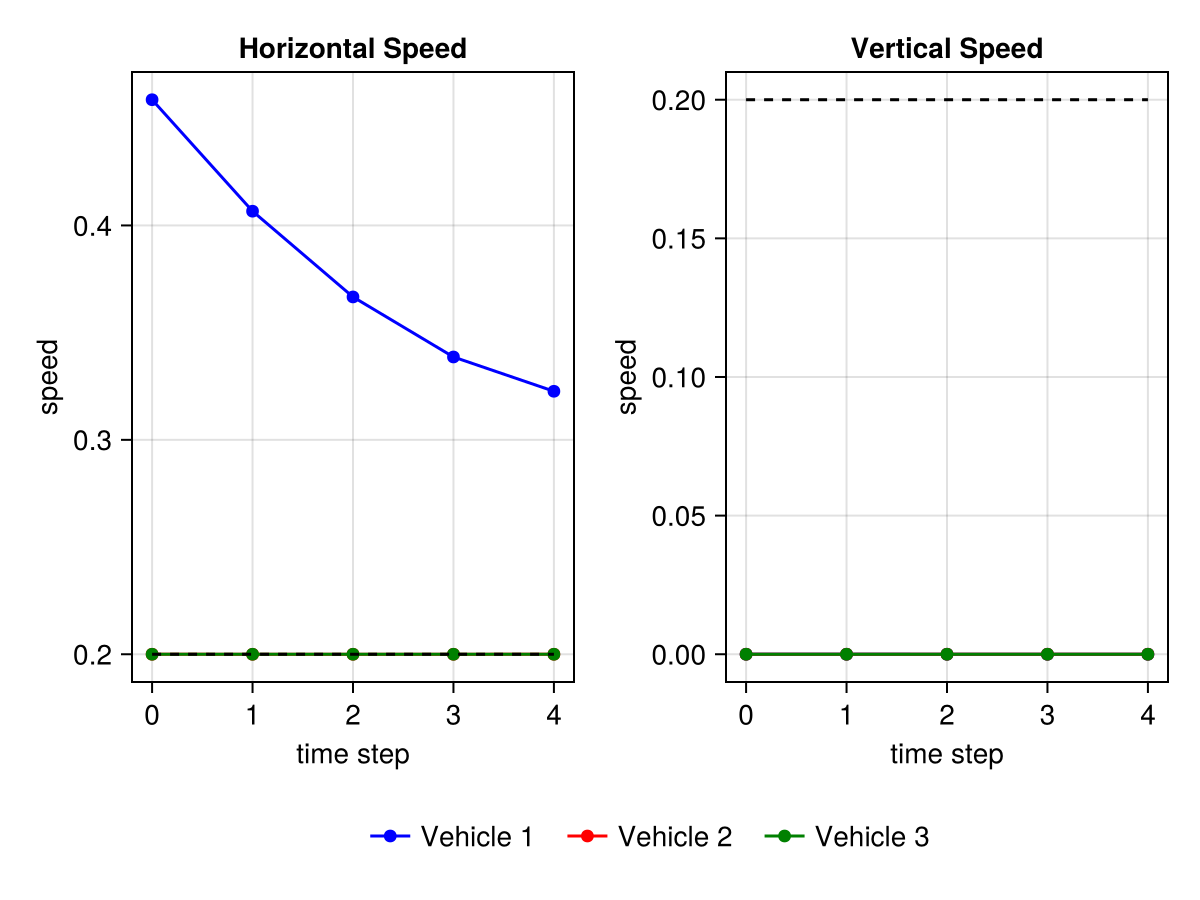 Horizontal Speed
Vertical Speed
speed
0.4
0.3
0.2
0 1 2 3 4
time step
speed
0.20
0.15
0.10
0.05
0.00
0 1 2 3 4
time step
Vehicle 1 Vehicle 2 Vehicle 3